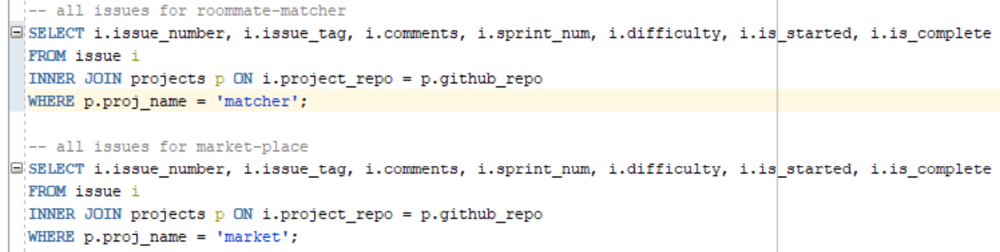 -- all issues for roommate-matcher
SELECT i.issue_number, i.issue_tag, i.comments, i.sprint_num, i.difficulty, i.is_started, i.is_complete
FROM issue i
INNER JOIN projects p ON i.project_repo = p.github_repo
WHERE p.proj_name = 'matcher';
-- all issues for market-place
SELECT i.issue_number, i.issue_tag, i.comments, i.sprint_num, i.difficulty, i.is_started, i.is_complete
FROM issue i
INNER JOIN projects p ON i.project_repo = p.github_repo
WHERE p.proj_name = 'market';